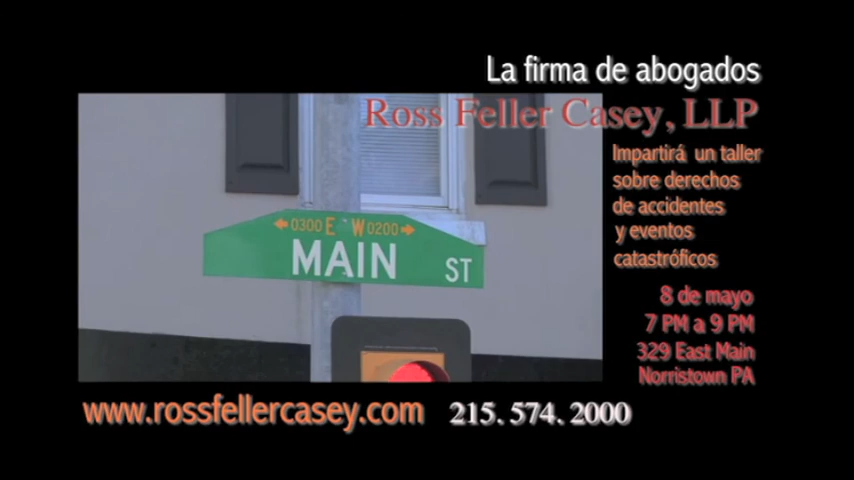 La firma de abogados
Ross Feller Casey, LLP
Impartirá un taller
sobre derechos
de accidentes
y eventos
catastróficos
0300 E W 0200
MAIN ST
8 de mayo
7 PM a 9 PM
329 East Main
Norristown PA
www.rossfellercasey.com 215. 574. 2000